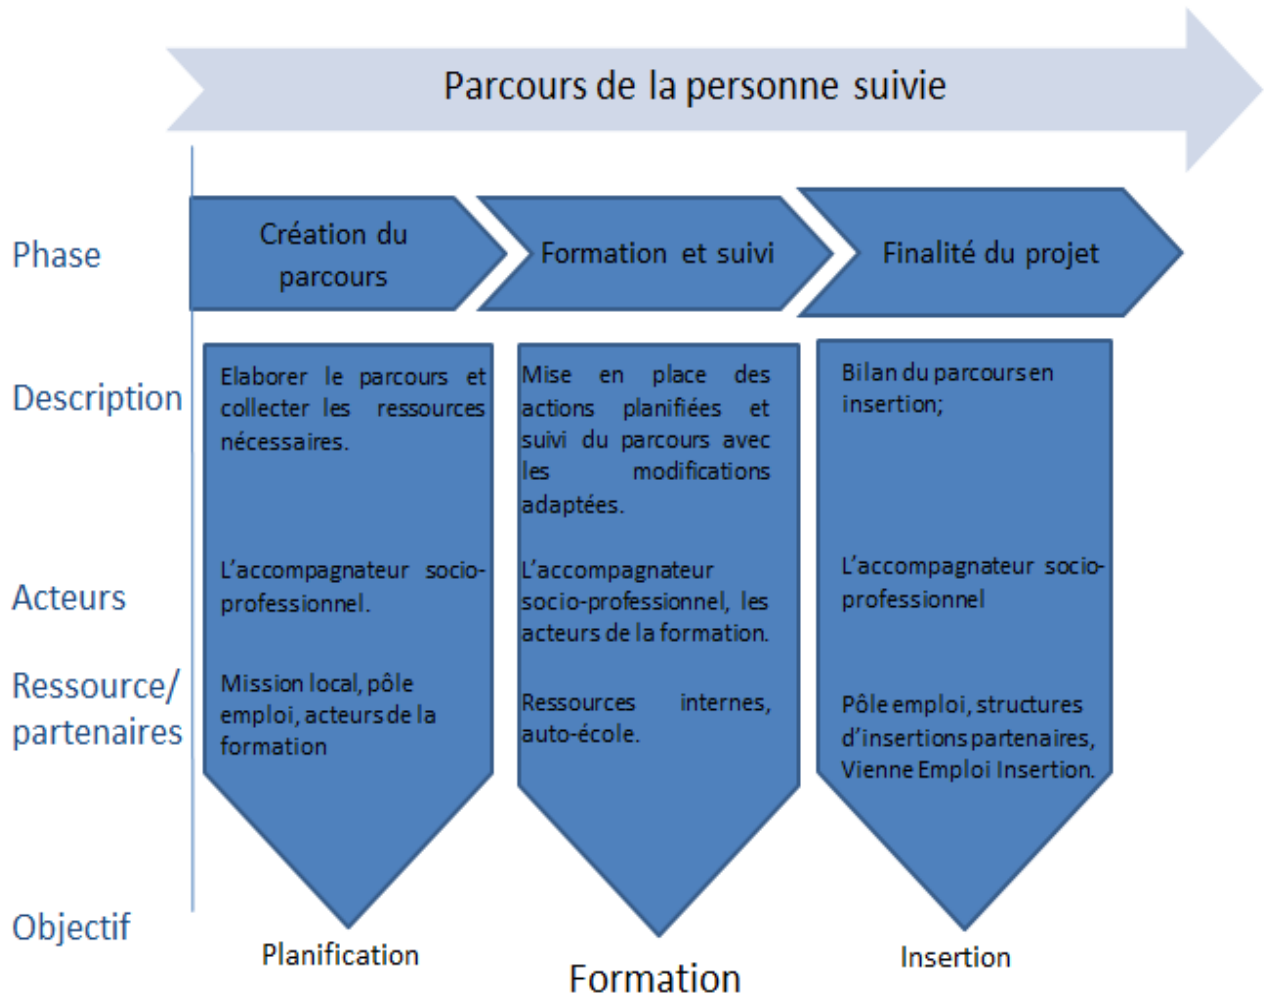 Parcours de la personne suivie
Phase
Création du
parcours
Formation et suivi
Finalité du projet
Description
Elaborer le parcours et
collecter les ressources
nécessaires.
Mise en place des
actions planifiées et
suivi du parcours avec
les modifications
adaptées.
Bilan du parcours en
insertion;
Acteurs
L'accompagnateur socio-
professionnel.
L'accompagnateur
socio-professionnel, les
acteurs de la formation.
L'accompagnateur socio-
professionnel
Ressource/
partenaires
Mission local, pôle
emploi, acteurs de la
formation
Ressources internes,
auto-école.
Pôle emploi, structures
d'insertions partenaires,
Vienne Emploi Insertion.
Objectif
Planification
Formation
Insertion